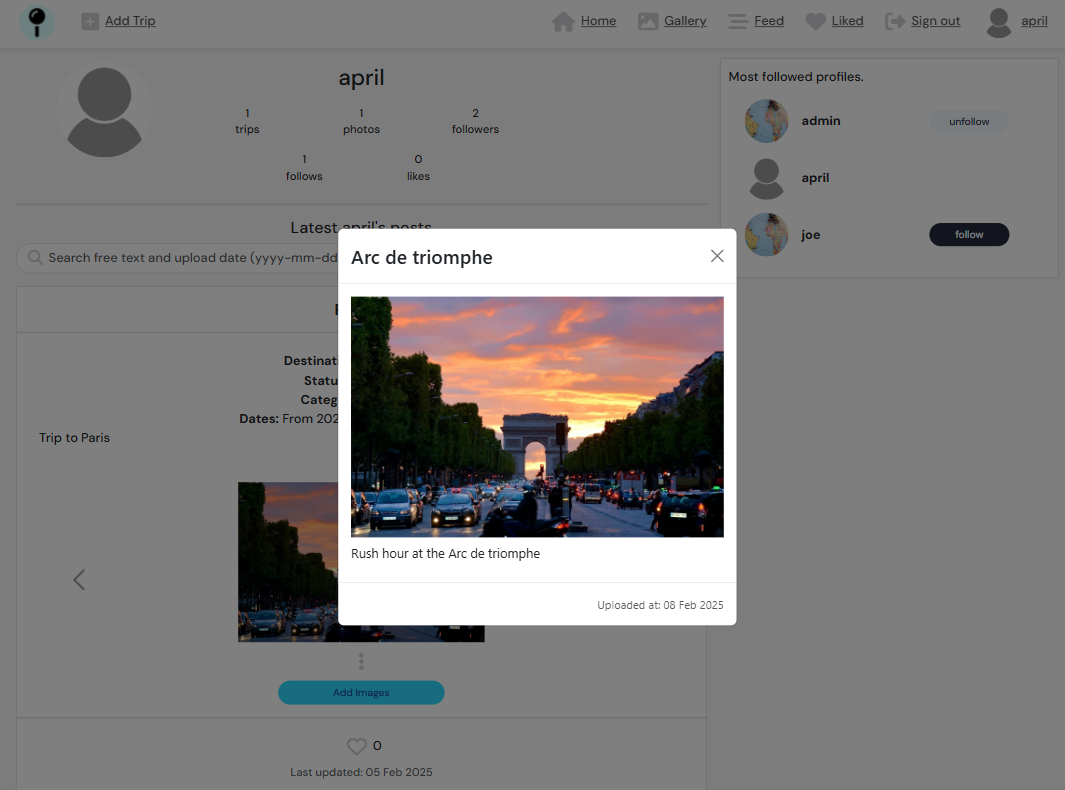 Add Trip
Home
Gallery
Feed
Liked
Sign out
april
april
1
trips
1
photos
2
followers
1
follows
0
likes
Most followed profiles.
admin
unfollow
april
joe
follow
Latest april's posts
Search free text and upload date (yyyy-mm-dd
Destinat
Statu
Categ
Dates: From 202
Trip to Paris
Arc de triomphe
Rush hour at the Arc de triomphe
Uploaded at: 08 Feb 2025
Add Images
0
Last updated: 05 Feb 2025